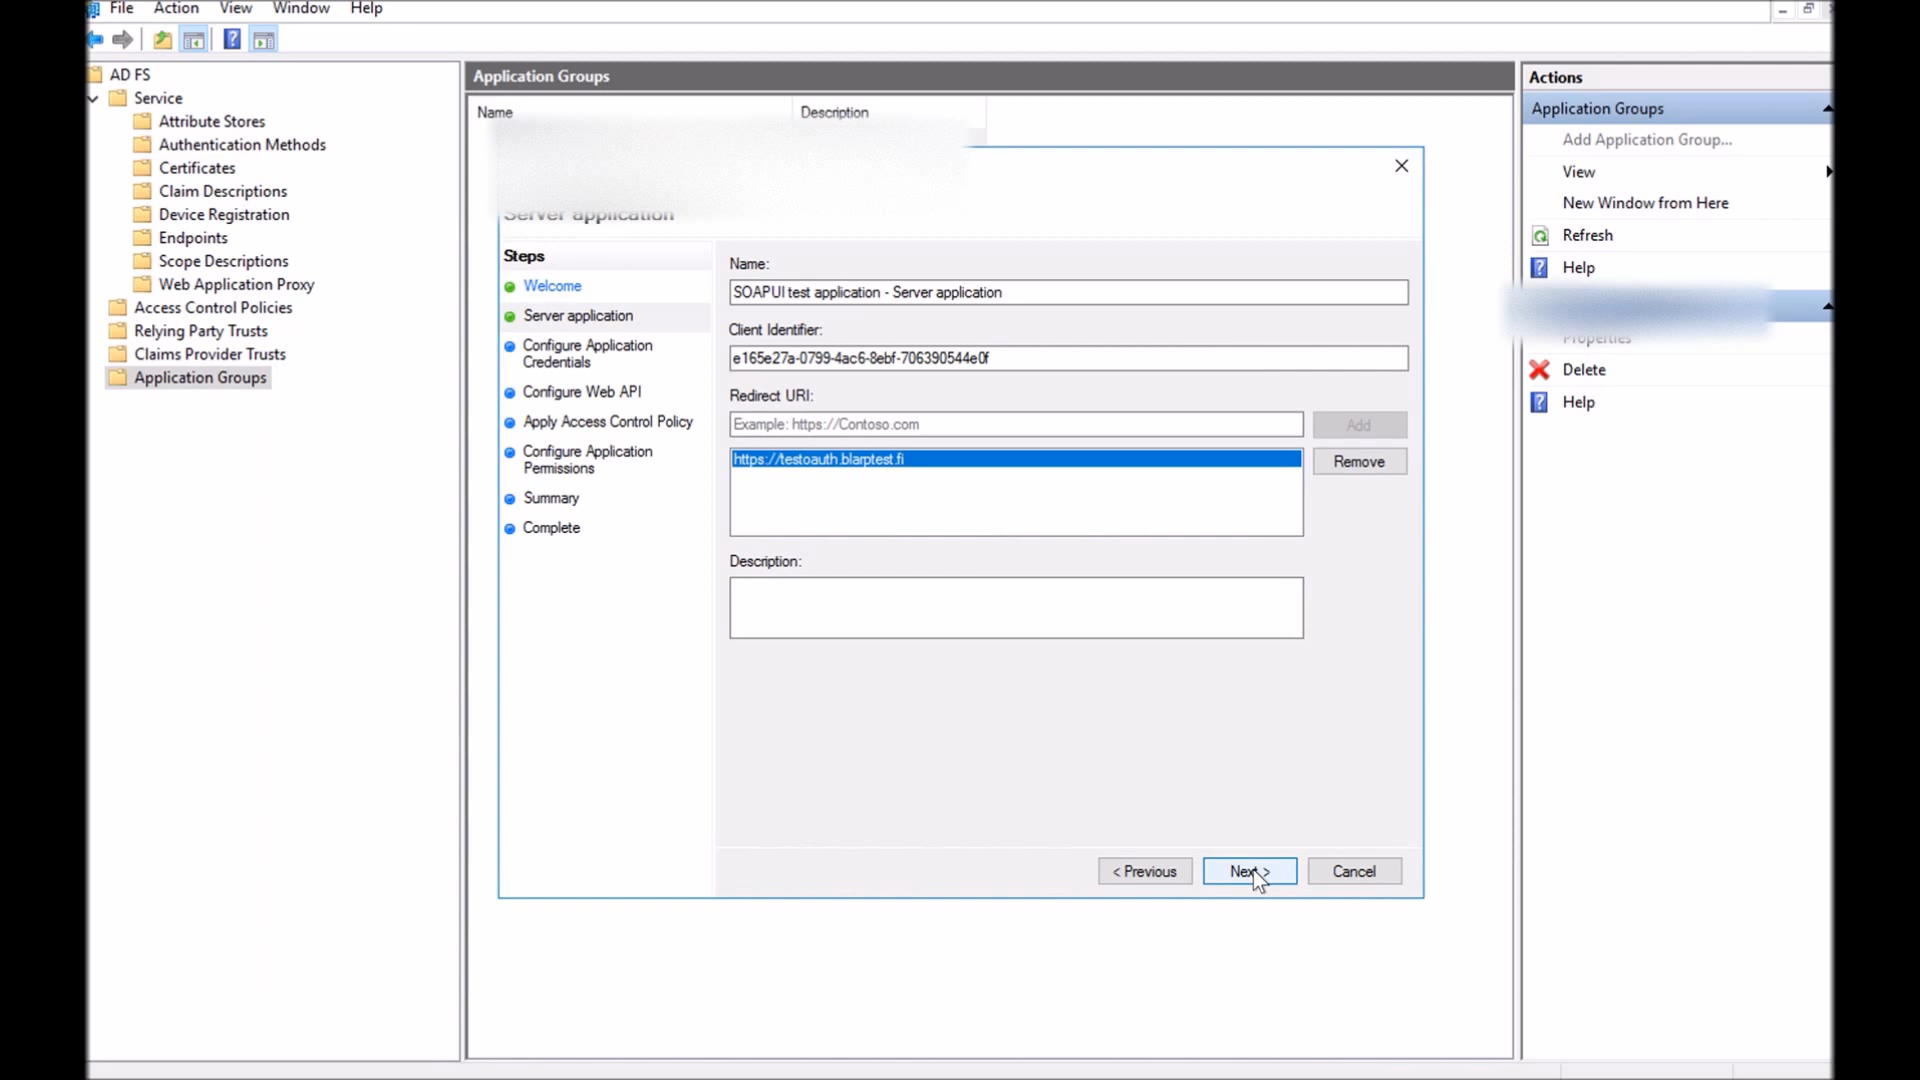 File Action View Window Help
AD FS
Service
Attribute Stores
Authentication Methods
Certificates
Claim Descriptions
Device Registration
Endpoints
Scope Descriptions
Web Application Proxy
Access Control Policies
Relying Party Trusts
Claims Provider Trusts
Application Groups
Application Groups
Name Description
Server application
Steps
Welcome
Server application
Configure Application
Credentials
Configure Web API
Apply Access Control Policy
Configure Application
Permissions
Summary
Complete
Name:
SOAPUI test application - Server application
Client Identifier:
e165e27a-0799-4ac6-8ebf-706390544e0f
Redirect URI:
Example: https://Contoso.com
Add
https://testoauth.blarptest.fi
Remove
Description:
< Previous Next > Cancel
Actions
Application Groups
Add Application Group...
View
New Window from Here
Refresh
Help
Properties
Delete
Help